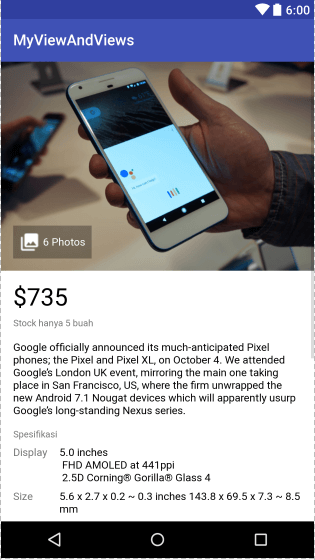 6:00
MyViewAndViews
6 Photos
$735
Stock hanya 5 buah
Google officially announced its much-anticipated Pixel
phones; the Pixel and Pixel XL, on October 4. We attended
Google's London UK event, mirroring the main one taking
place in San Francisco, US, where the firm unwrapped the
new Android 7.1 Nougat devices which will apparently usurp
Google's long-standing Nexus series.
Spesifikasi
Display 5.0 inches
FHD AMOLED at 441ppi
2.5D Corning® Gorilla® Glass 4
Size 5.6 x 2.7 x 0.2 ~ 0.3 inches 143.8 x 69.5 x 7.3 ~ 8.5
mm